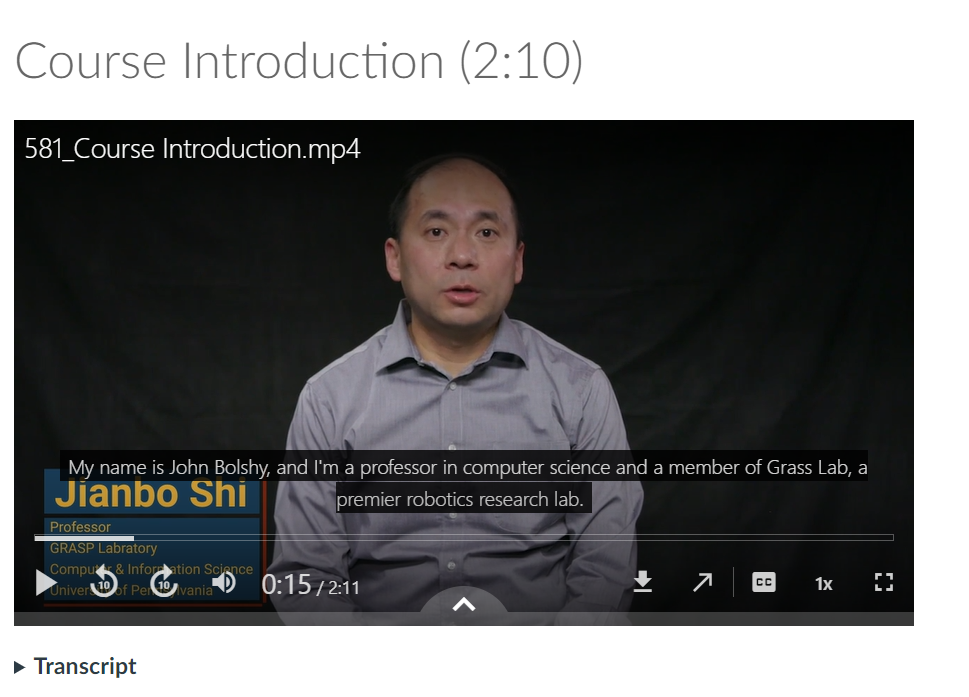 Course Introduction (2:10)
581_Course Introduction.mp4
My name is John Bolshy, and I'm a professor in computer science and a member of Grass Lab, a
premier robotics research lab.
Jianbo Shi
Professor
GRASP Labratory
Computer & Information Science
University of Pennsylvania
10
10
0:15 / 2:11
CC
1x
Transcript